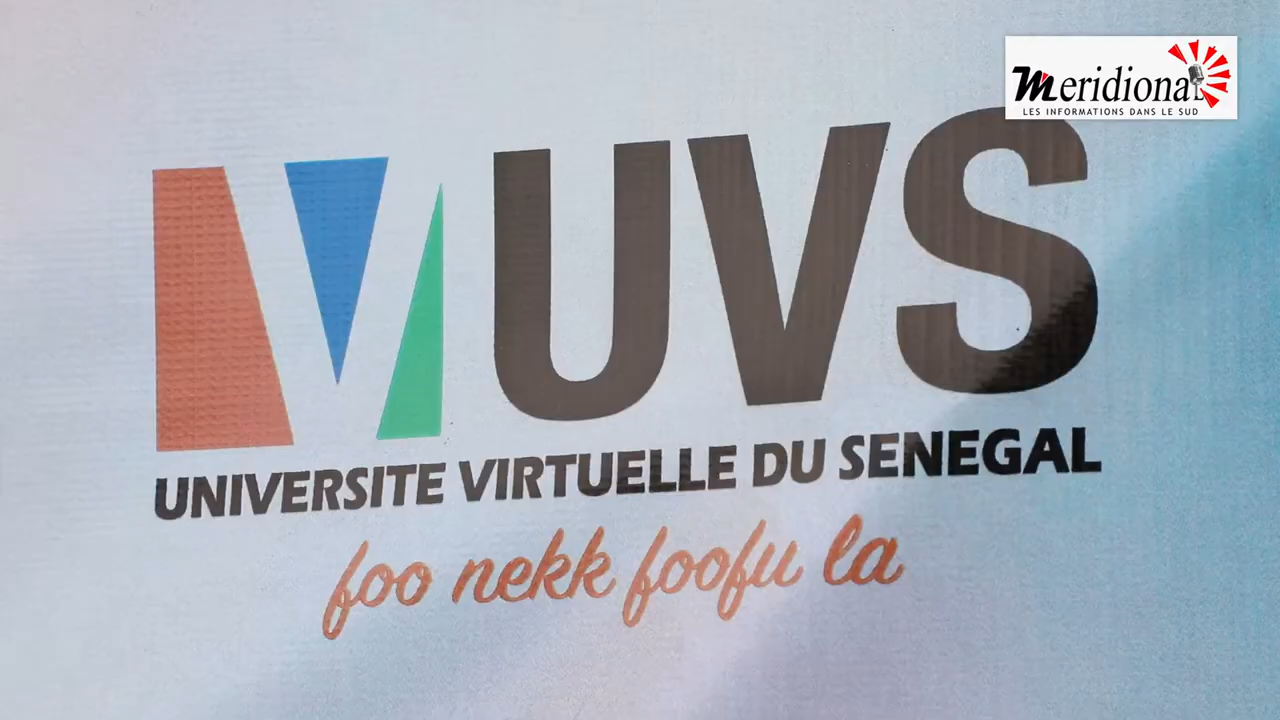 Meridional
LES INFORMATIONS DANS LE SUD
UVS
UNIVERSITE VIRTUELLE DU SENEGAL
foo nekk foofu la